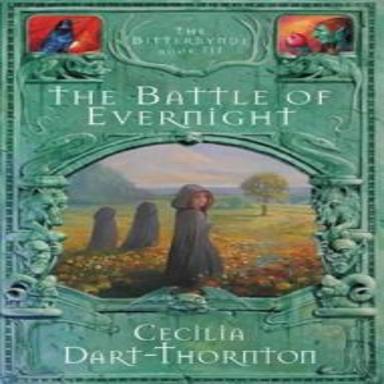 THE
BITTERBYNDE
BOOK III
THE BATTLE OF
EVERNIGHT
CECILIA
DART-THORNTON